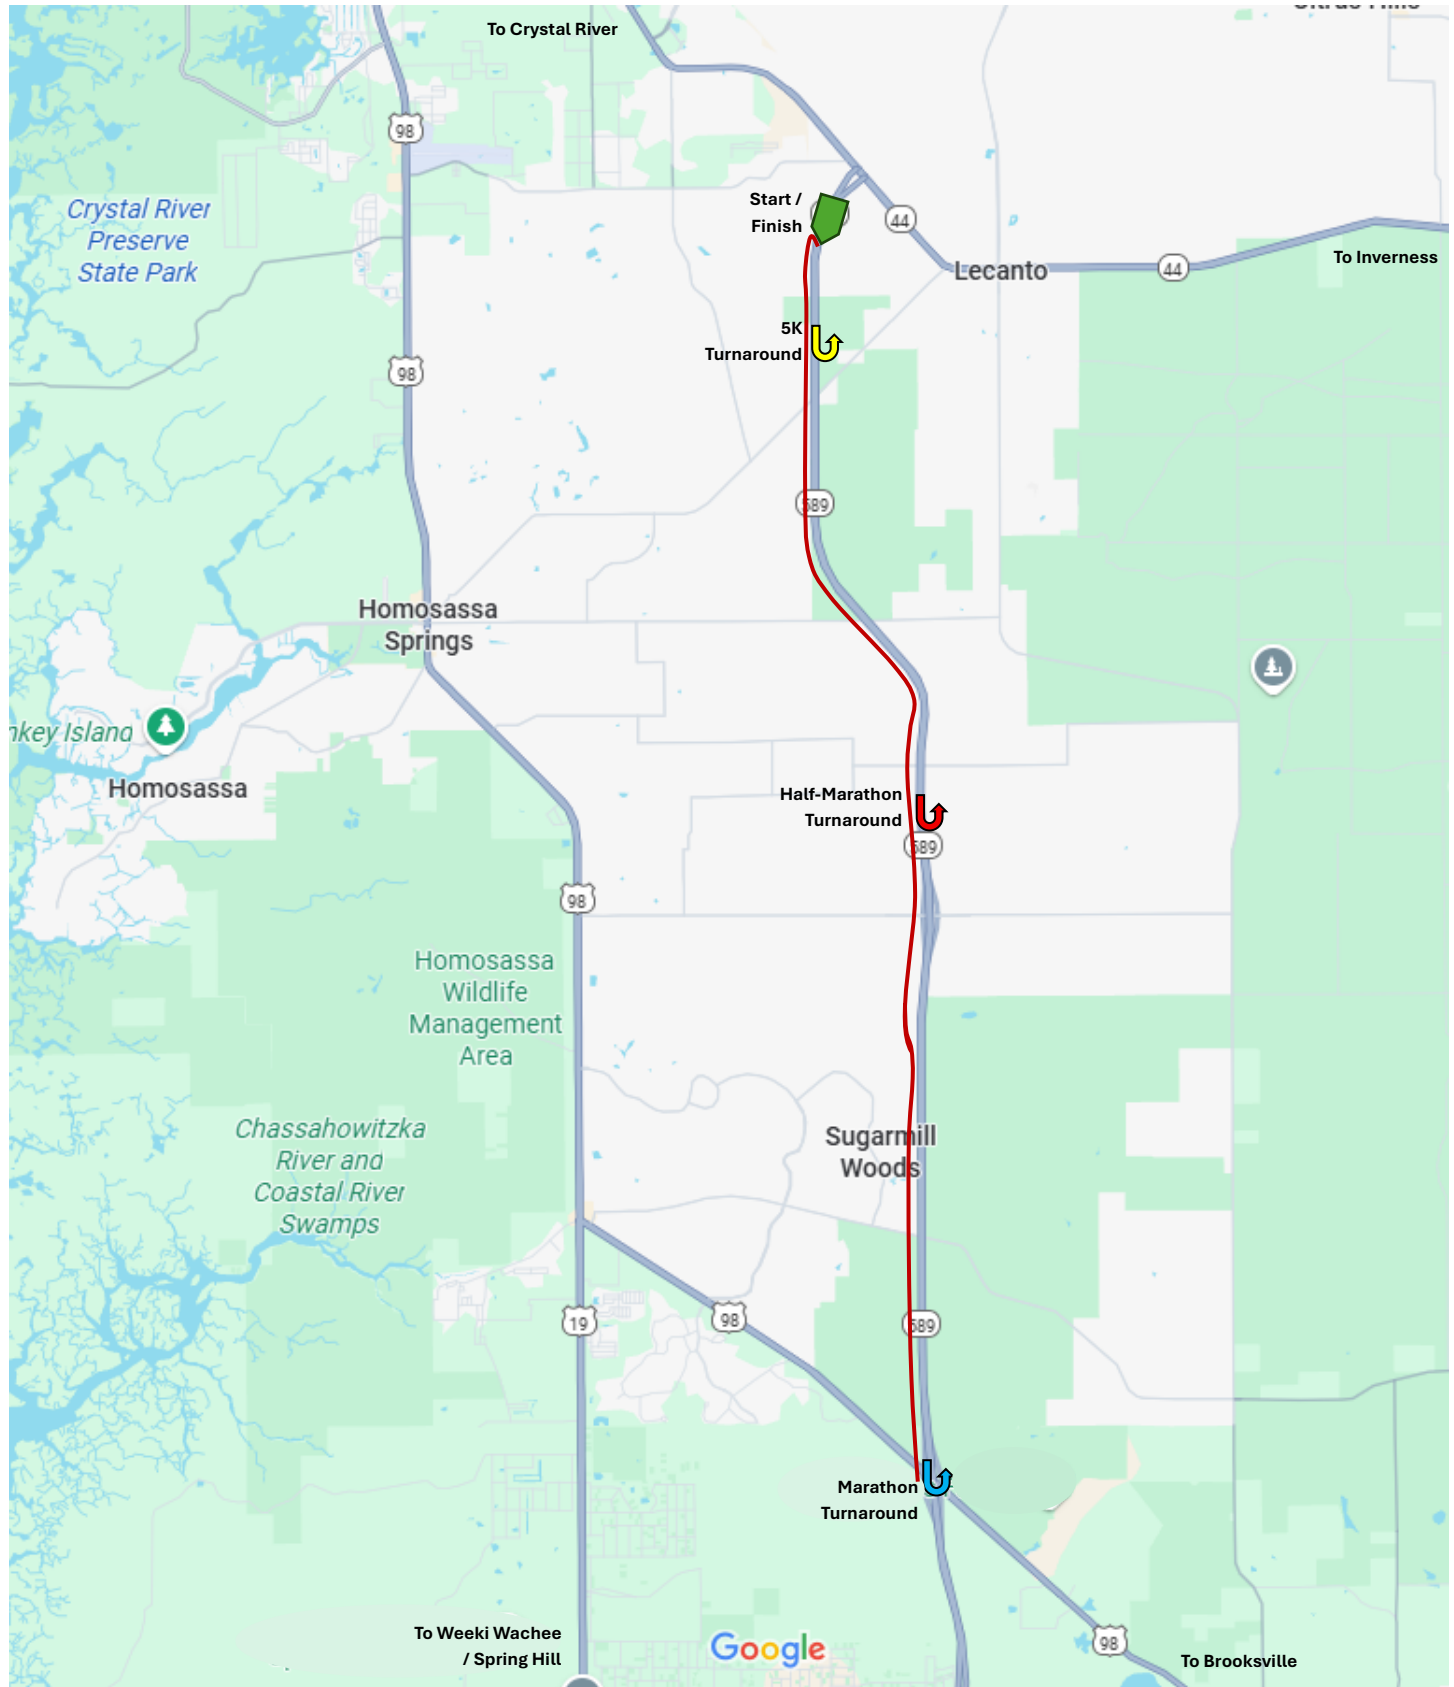 To Crystal River
98
Crystal River
Preserve
State Park
Start /
Finish
44
Lecanto
44
To Inverness
5K
Turnaround
98
589
Homosassa
Springs
nkey Island
Homosassa
Half-Marathon
Turnaround
589
98
Homosassa
Wildlife
Management
Area
Chassahowitzka
River and
Coastal River
Swamps
Sugarmill
Woods
19
98
589
Marathon
Turnaround
To Weeki Wachee
/ Spring Hill
Google
98
To Brooksville